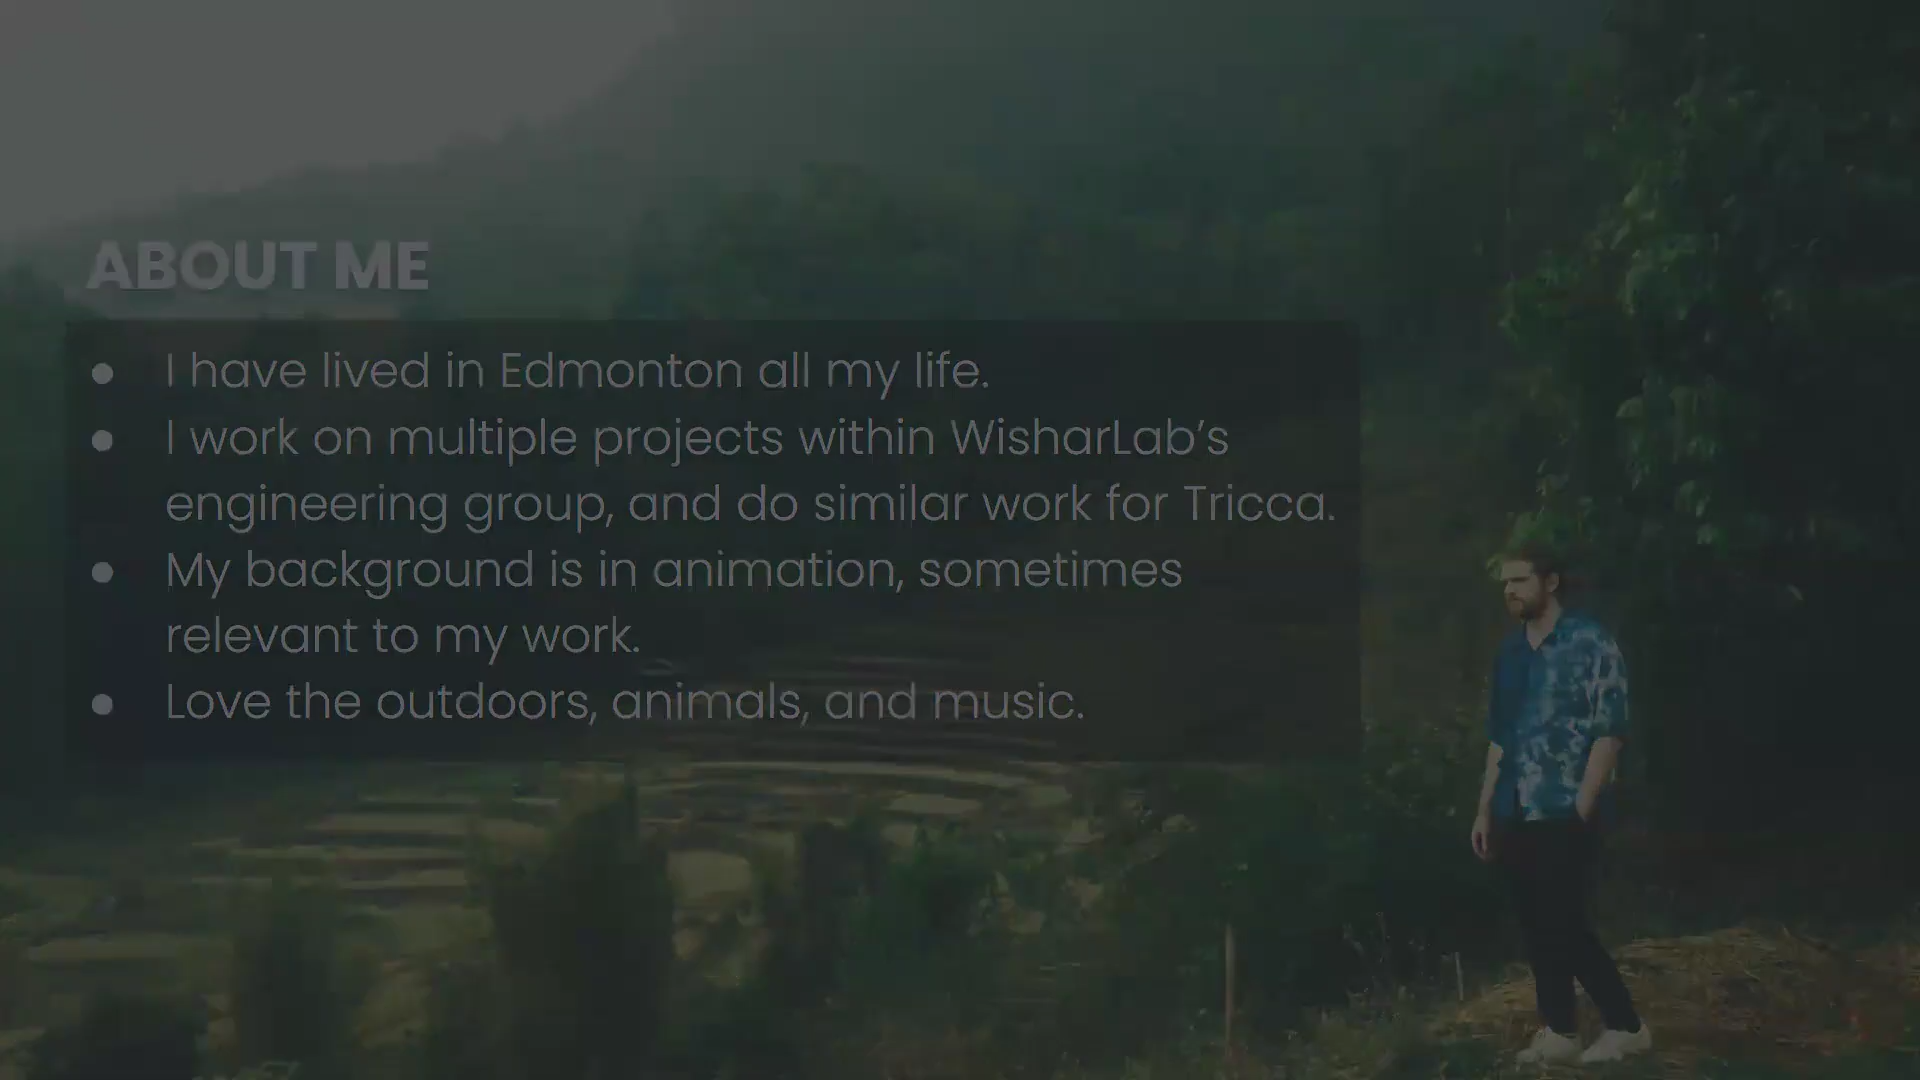 ABOUT ME
● I have lived in Edmonton all my life.
● I work on multiple projects within WisharLab’s
engineering group, and do similar work for Tricca.
● My background is in animation, sometimes
relevant to my work.
● Love the outdoors, animals, and music.